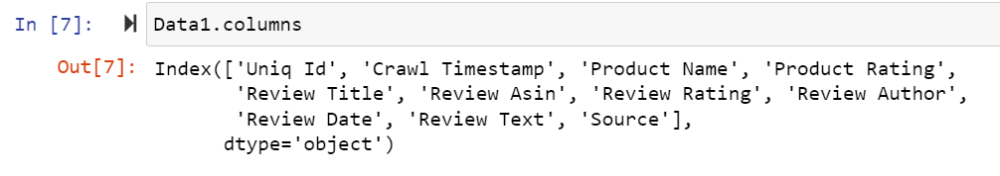 In [7]: Data1.columns
Out[7]: Index(['Uniq Id', 'Crawl Timestamp', 'Product Name', 'Product Rating',
'Review Title', 'Review Asin', 'Review Rating', 'Review Author',
'Review Date', 'Review Text', 'Source'],
dtype='object')